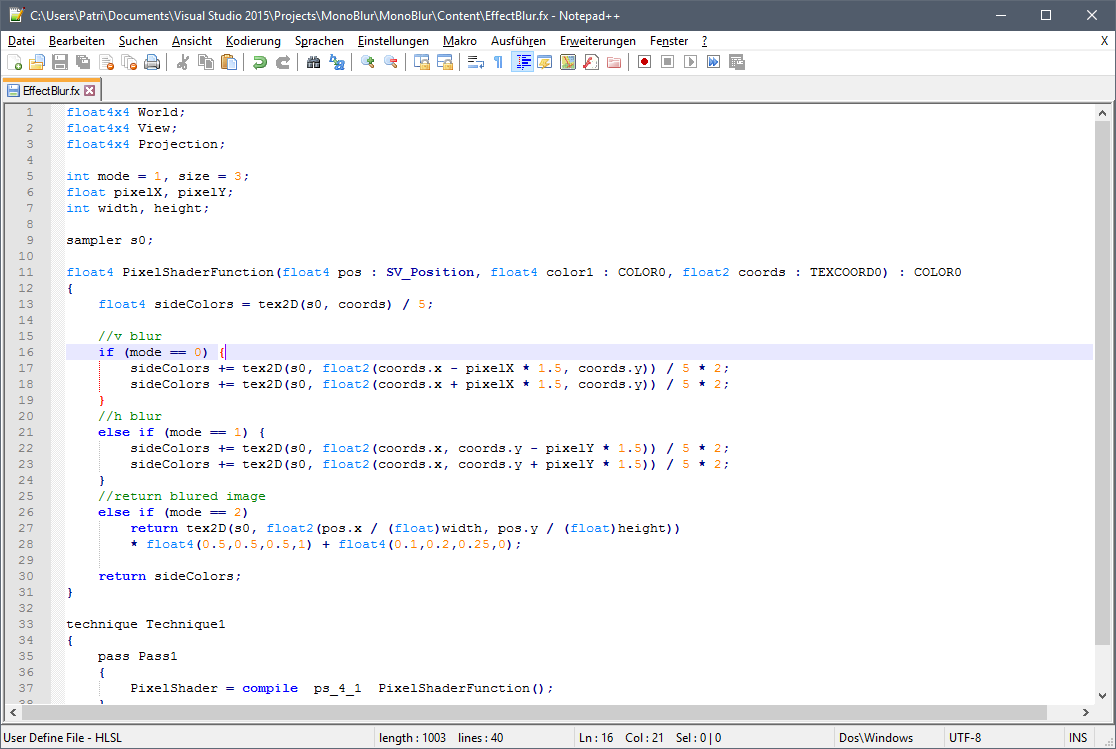 C:\Users\Patri\Documents\Visual Studio 2015\Projects\MonoBlur\MonoBlur\Content\EffectBlur.fx - Notepad++
Datei Bearbeiten Suchen Ansicht Kodierung Sprachen Einstellungen Makro Ausführen Erweiterungen Fenster ? X
EffectBlur.fx
1 float4x4 World;
2 float4x4 View;
3 float4x4 Projection;
4
5 int mode = 1, size = 3;
6 float pixelX, pixelY;
7 int width, height;
8
9 sampler s0;
10
11 float4 PixelShaderFunction(float4 pos : SV_Position, float4 color1 : COLOR0, float2 coords : TEXCOORD0) : COLOR0
12 {
13 float4 sideColors = tex2D(s0, coords) / 5;
14
15 //v blur
16 if (mode == 0) {
17 sideColors += tex2D(s0, float2(coords.x - pixelX * 1.5, coords.y)) / 5 * 2;
18 sideColors += tex2D(s0, float2(coords.x + pixelX * 1.5, coords.y)) / 5 * 2;
19 }
20 //h blur
21 else if (mode == 1) {
22 sideColors += tex2D(s0, float2(coords.x, coords.y - pixelY * 1.5)) / 5 * 2;
23 sideColors += tex2D(s0, float2(coords.x, coords.y + pixelY * 1.5)) / 5 * 2;
24 }
25 //return blured image
26 else if (mode == 2)
27 return tex2D(s0, float2(pos.x / (float)width, pos.y / (float)height))
28 * float4(0.5,0.5,0.5,1) + float4(0.1,0.2,0.25,0);
29
30 return sideColors;
31 }
32
33 technique Technique1
34 {
35 pass Pass1
36 {
37 PixelShader = compile ps_4_1 PixelShaderFunction();
38 }
User Define File - HLSL length : 1003 lines : 40 Ln : 16 Col : 21 Sel : 0 | 0 Dos\Windows UTF-8 INS